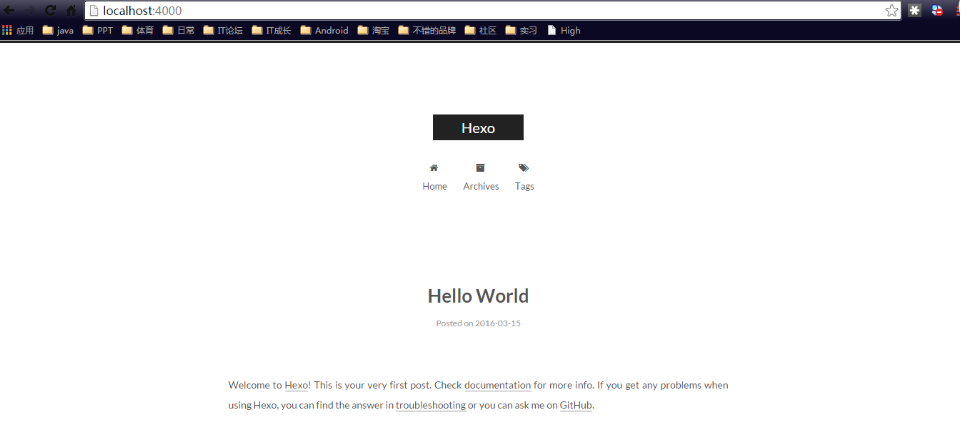 localhost:4000
应用 java PPT 体育 日常 IT论坛 IT成长 Android 淘宝 不错的品牌 社区 实习 High
Hexo
Home Archives Tags
Hello World
Posted on 2016-03-15
Welcome to Hexo! This is your very first post. Check documentation for more info. If you get any problems when
using Hexo, you can find the answer in troubleshooting or you can ask me on GitHub.